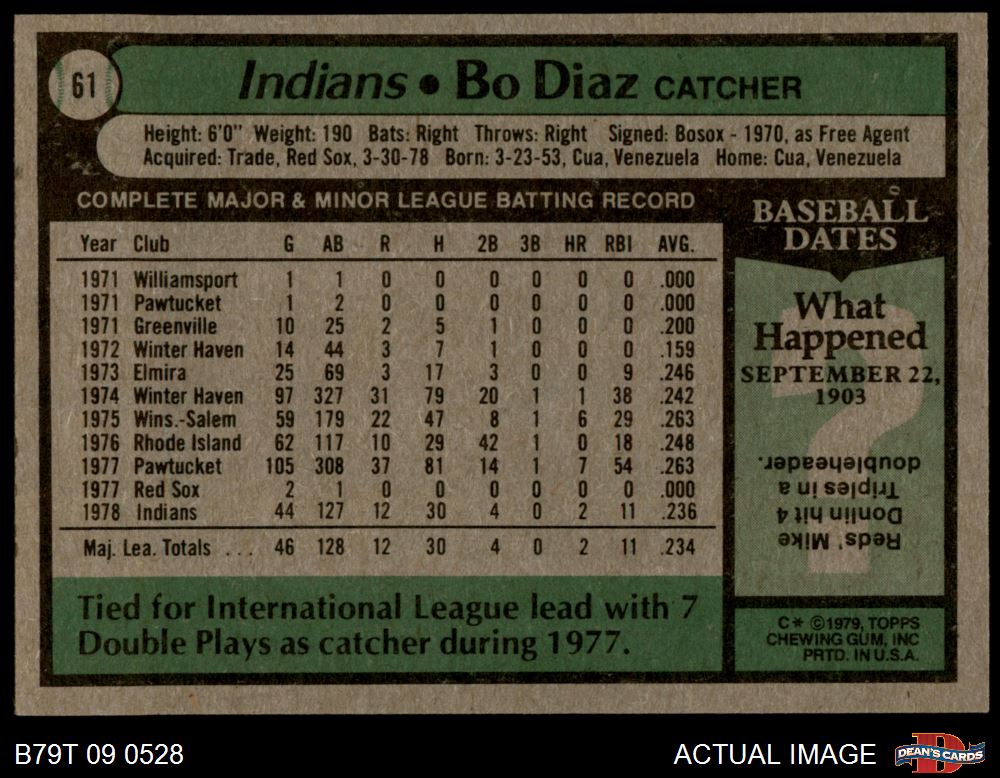 61
Indians • Bo Diaz CATCHER
Height: 6'0" Weight: 190 Bats: Right Throws: Right Signed: Bosox - 1970, as Free Agent
Acquired: Trade, Red Sox, 3-30-78 Born: 3-23-53, Cua, Venezuela Home: Cua, Venezuela
COMPLETE MAJOR & MINOR LEAGUE BATTING RECORD
Year Club G AB R H 2B 3B HR RBI AVG.
1971 Williamsport 1 1 0 0 0 0 0 0 .000
1971 Pawtucket 1 2 0 0 0 0 0 0 .000
1971 Greenville 10 25 2 5 1 0 0 0 .200
1972 Winter Haven 14 44 3 7 1 0 0 0 .159
1973 Elmira 25 69 3 17 3 0 0 9 .246
1974 Winter Haven 97 327 31 79 20 1 1 38 .242
1975 Wins.-Salem 59 179 22 47 8 1 6 29 .263
1976 Rhode Island 62 117 10 29 42 1 0 18 .248
1977 Pawtucket 105 308 37 81 14 1 7 54 .263
1977 Red Sox 2 1 0 0 0 0 0 0 .000
1978 Indians 44 127 12 30 4 0 2 11 .236
Maj. Lea. Totals ... 46 128 12 30 4 0 2 11 .234
Tied for International League lead with 7
Double Plays as catcher during 1977.
BASEBALL
DATES
What
Happened
SEPTEMBER 22,
1903
Reds' Mike
Donlin hit 4
Triples in a
doubleheader.
C* ©1979, TOPPS
CHEWING GUM, INC
PRTD. IN U.S.A.
B79T 09 0528
ACTUAL IMAGE
DEAN'S CARDS